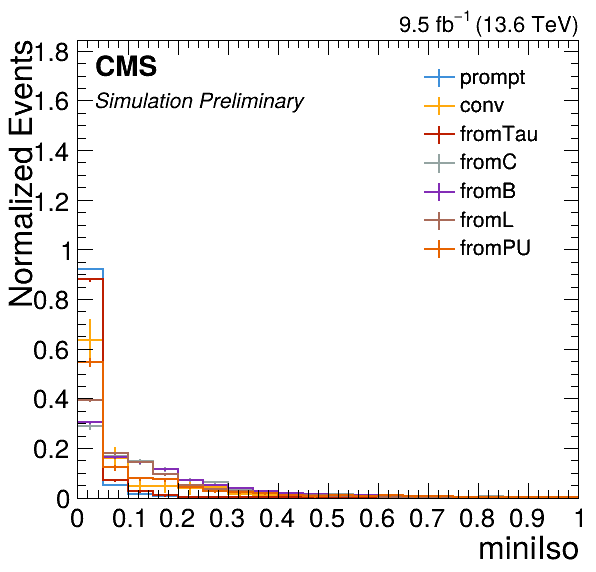 9.5 fb⁻¹ (13.6 TeV)
CMS
Simulation Preliminary
prompt
conv
fromTau
fromC
fromB
fromL
fromPU
Normalized Events
1.8
1.6
1.4
1.2
1
0.8
0.6
0.4
0.2
0
0 0.1 0.2 0.3 0.4 0.5 0.6 0.7 0.8 0.9 1
miniIso